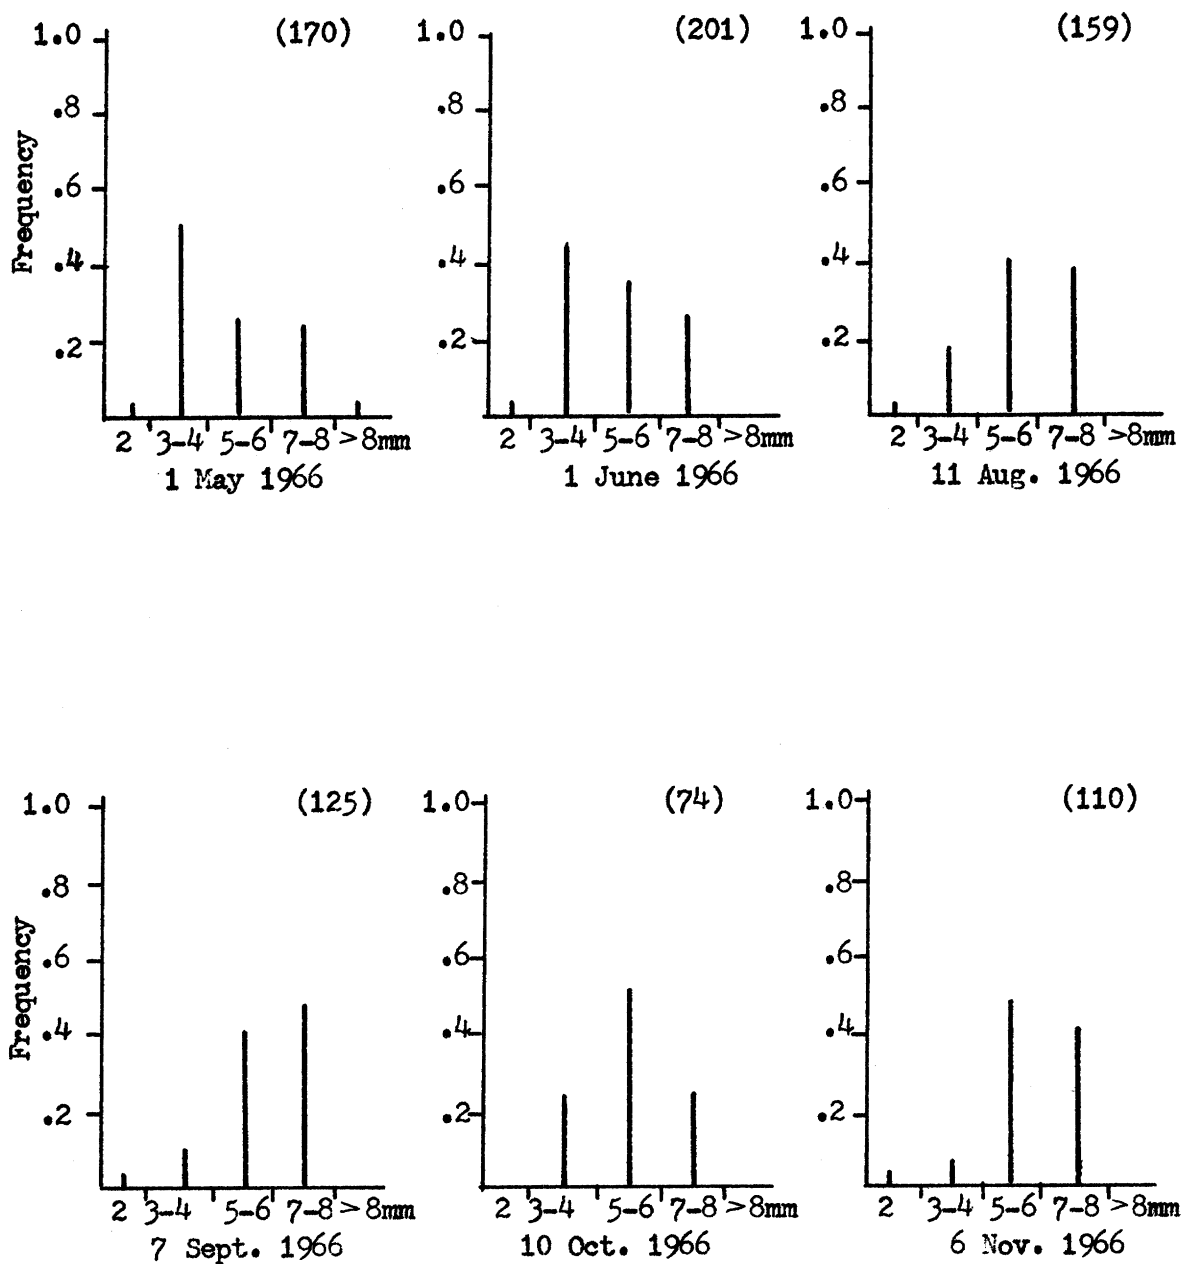 (170)
1.0
.8
.6
.4
.2
Frequency
2 3-4 5-6 7-8 >8mm
1 May 1966
(201)
1.0
.8
.6
.4
.2
2 3-4 5-6 7-8 >8mm
1 June 1966
(159)
1.0
.8
.6
.4
.2
2 3-4 5-6 7-8 >8mm
11 Aug. 1966
(125)
1.0
.8
.6
.4
.2
Frequency
2 3-4 5-6 7-8 >8mm
7 Sept. 1966
(74)
1.0
.8
.6
.4
.2
2 3-4 5-6 7-8 >8mm
10 Oct. 1966
(110)
1.0
.8
.6
.4
.2
2 3-4 5-6 7-8 >8mm
6 Nov. 1966